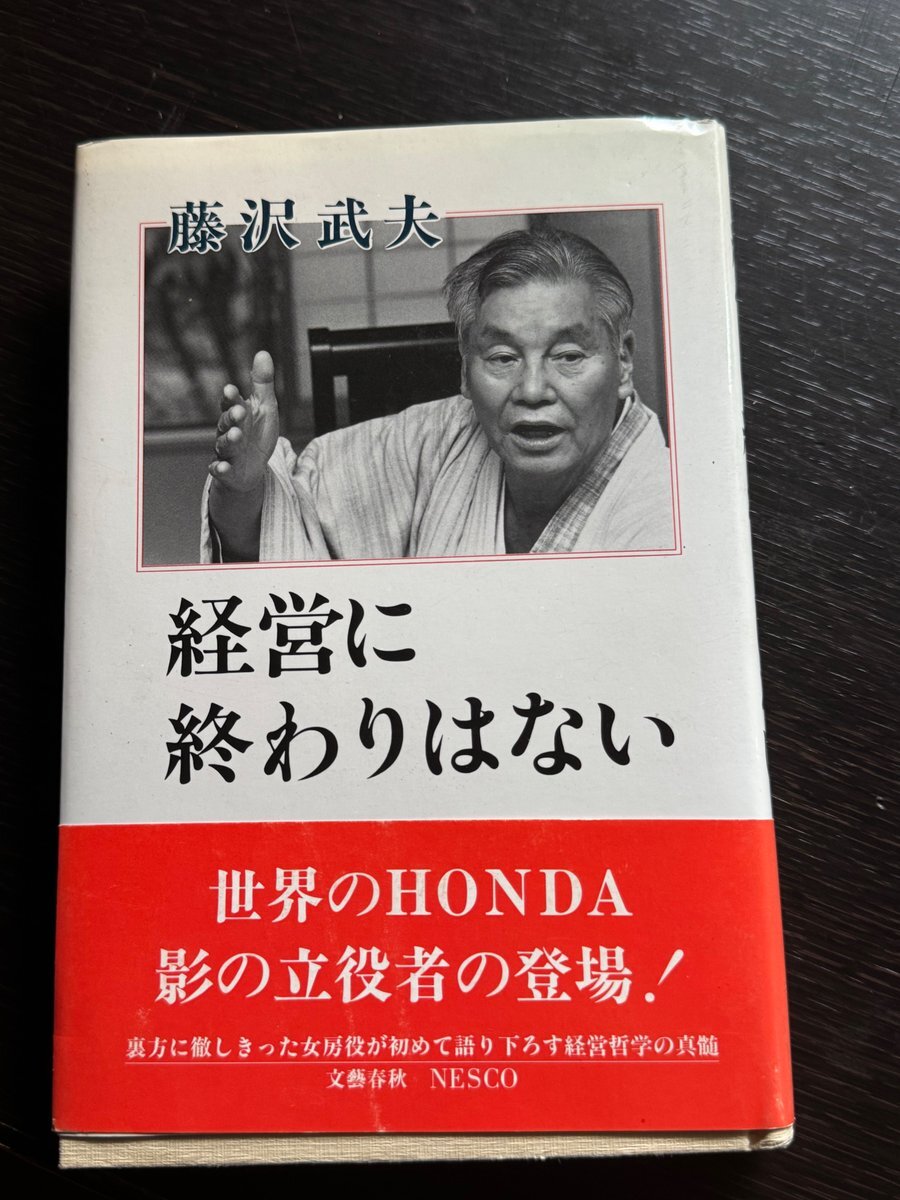 藤沢武夫
経営に
終わりはない
世界のHONDA
影の立役者の登場!
裏方に徹しきった女房役が初めて語り下ろす経営哲学の真髄
文藝春秋 NESCO